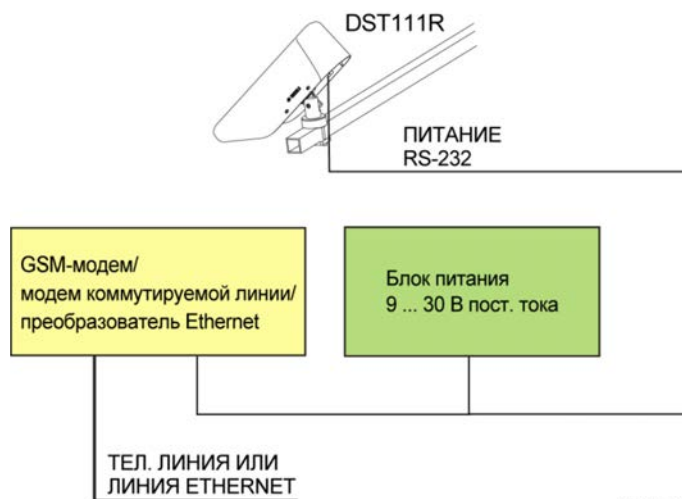 DST111R
ПИТАНИЕ
RS-232
GSM-модем/
модем коммутируемой линии/
преобразователь Ethernet
Блок питания
9 ... 30 В пост. тока
ТЕЛ. ЛИНИЯ ИЛИ
ЛИНИЯ ETHERNET